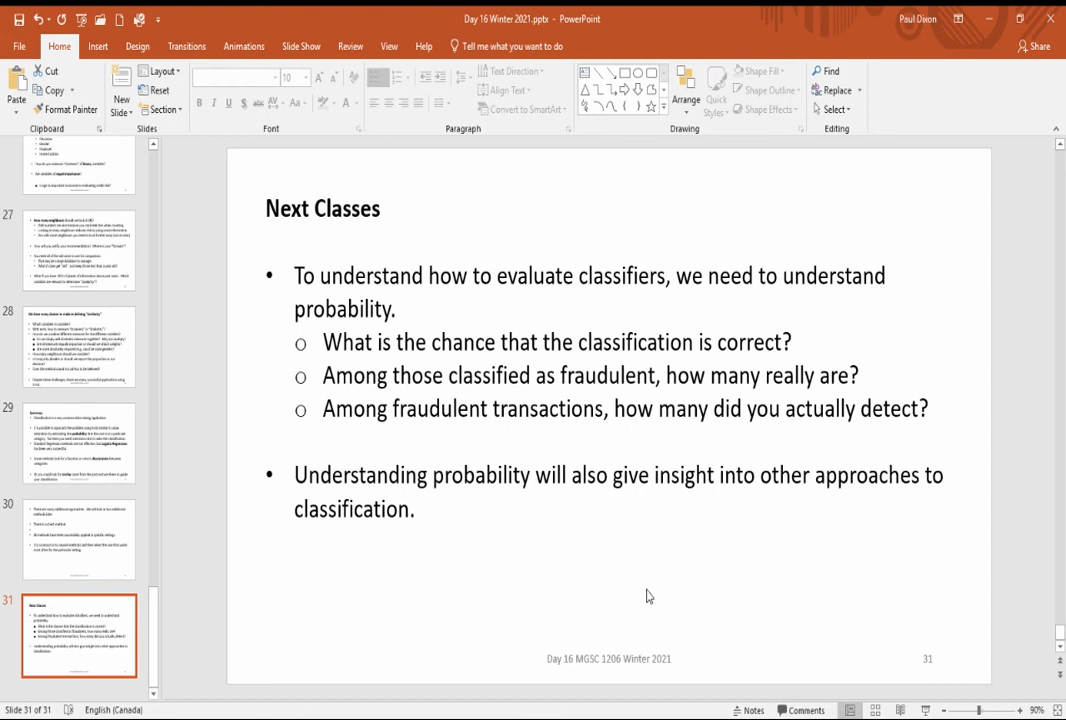 Day 16 Winter 2021.pptx - PowerPoint
Paul Dixon
File Home Insert Design Transitions Animations Slide Show Review View Help Tell me what you want to do
Share
Paste
Cut
Copy
Format Painter
Clipboard
New Slide
Layout
Reset
Section
Slides
10
B I U S abc AV Aa A
Font
Text Direction
Align Text
Convert to SmartArt
Paragraph
Arrange
Quick Styles
Shape Fill
Shape Outline
Shape Effects
Drawing
Find
Replace
Select
Editing
27
28
29
30
31
Next Classes
• To understand how to evaluate classifiers, we need to understand
probability.
o What is the chance that the classification is correct?
o Among those classified as fraudulent, how many really are?
o Among fraudulent transactions, how many did you actually detect?
• Understanding probability will also give insight into other approaches to
classification.
Day 16 MGSC 1206 Winter 2021
31
Slide 31 of 31 English (Canada)
Notes Comments 90%